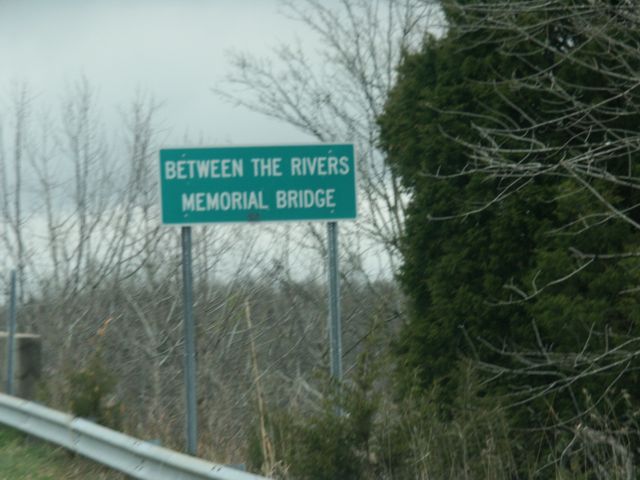 BETWEEN THE RIVERS
MEMORIAL BRIDGE